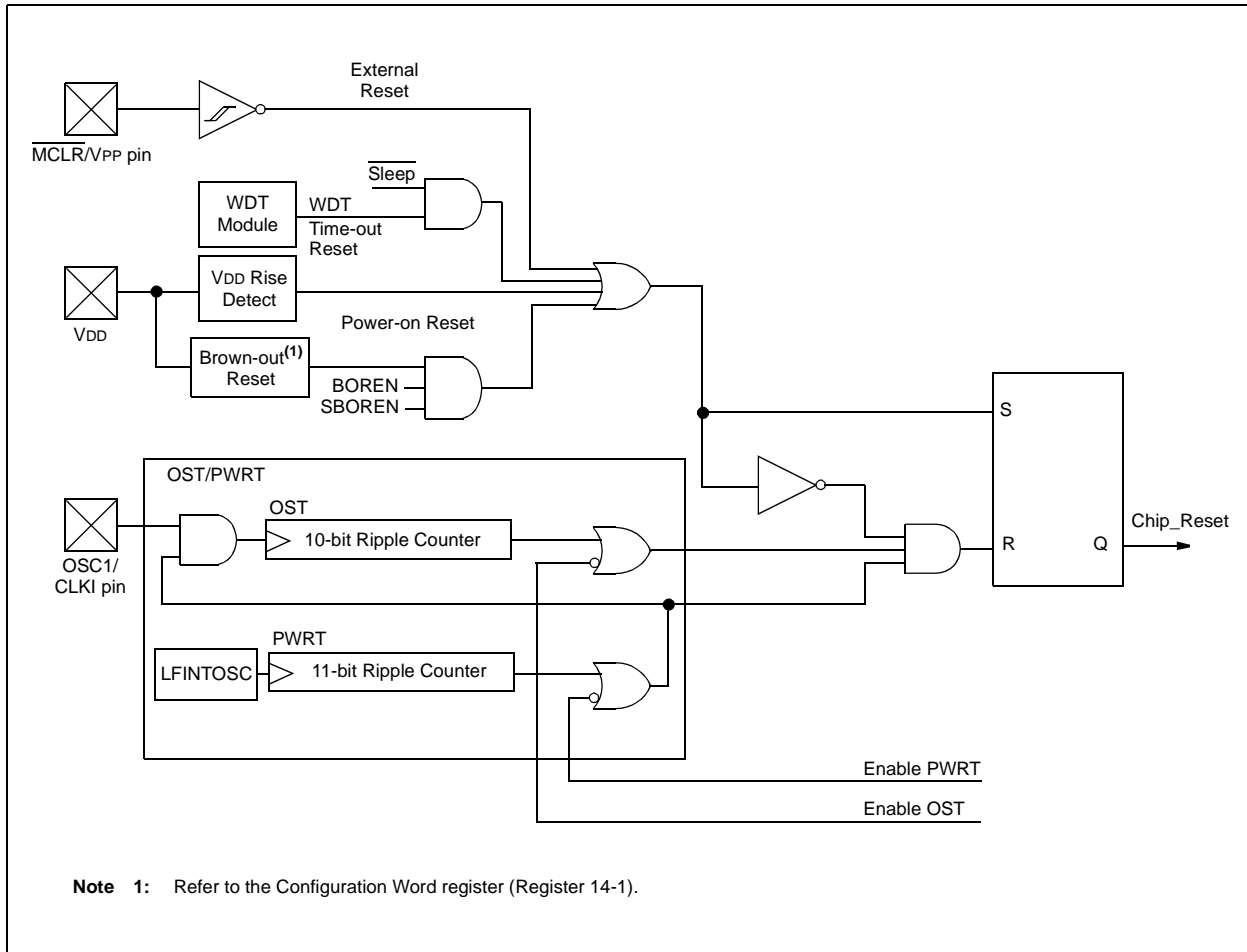 External
Reset
MCLR/VPP pin
Sleep
WDT
Module
WDT
Time-out
Reset
VDD Rise
Detect
VDD
Power-on Reset
Brown-out(1)
Reset
BOREN
SBOREN
S
OST/PWRT
OST
10-bit Ripple Counter
OSC1/
CLKI pin
R
Q
Chip_Reset
PWRT
LFINTOSC
11-bit Ripple Counter
Enable PWRT
Enable OST
Note 1: Refer to the Configuration Word register (Register 14-1).